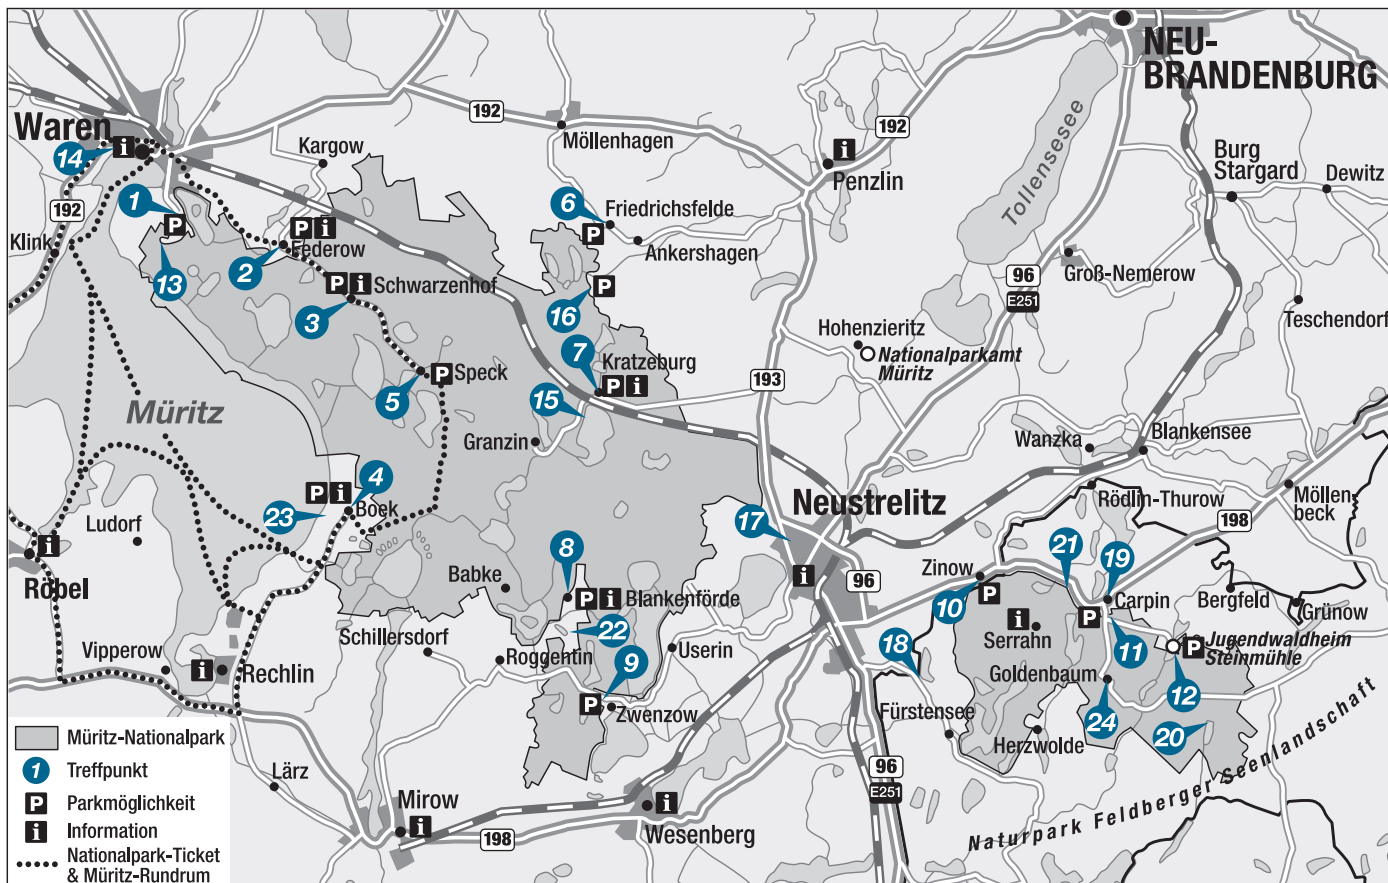 NEU-
BRANDENBURG
Waren
14
i
192
Möllenhagen
192
i
Penzlin
Tollensee
Burg
Stargard
Dewitz
Kargow
192
Klink
1
P
13
P i
Federow
2
6
Friedrichsfelde
P
Ankershagen
P
16
96
E251
Groß-Nemerow
Teschendorf
P i
Schwarzenhof
3
Hohenzieritz
Nationalparkamt
Müritz
7
Kratzeburg
P i
193
Speck
P
5
15
Granzin
Müritz
Wanzka
Blankensee
Rödlin-Thurow
Möllen-
beck
198
4
P i
Boek
23
Ludorf
i
Röbel
Neustrelitz
17
i
96
8
Babke
P i
Blankenförde
22
Zinow
10
P
21
19
Carpin
P
11
Bergfeld
Grünow
i
Serrahn
Jugendwaldheim
Steinmühle
P
12
Goldenbaum
24
20
Schillersdorf
Roggentin
9
Userin
P
Zwenzow
18
Fürstensee
Herzwolde
Vipperow
i
Rechlin
Lärz
Mirow
i
198
i
Wesenberg
96
E251
Naturpark Feldberger Seenlandschaft
Müritz-Nationalpark
1 Treffpunkt
P Parkmöglichkeit
i Information
Nationalpark-Ticket
& Müritz-Rundrum